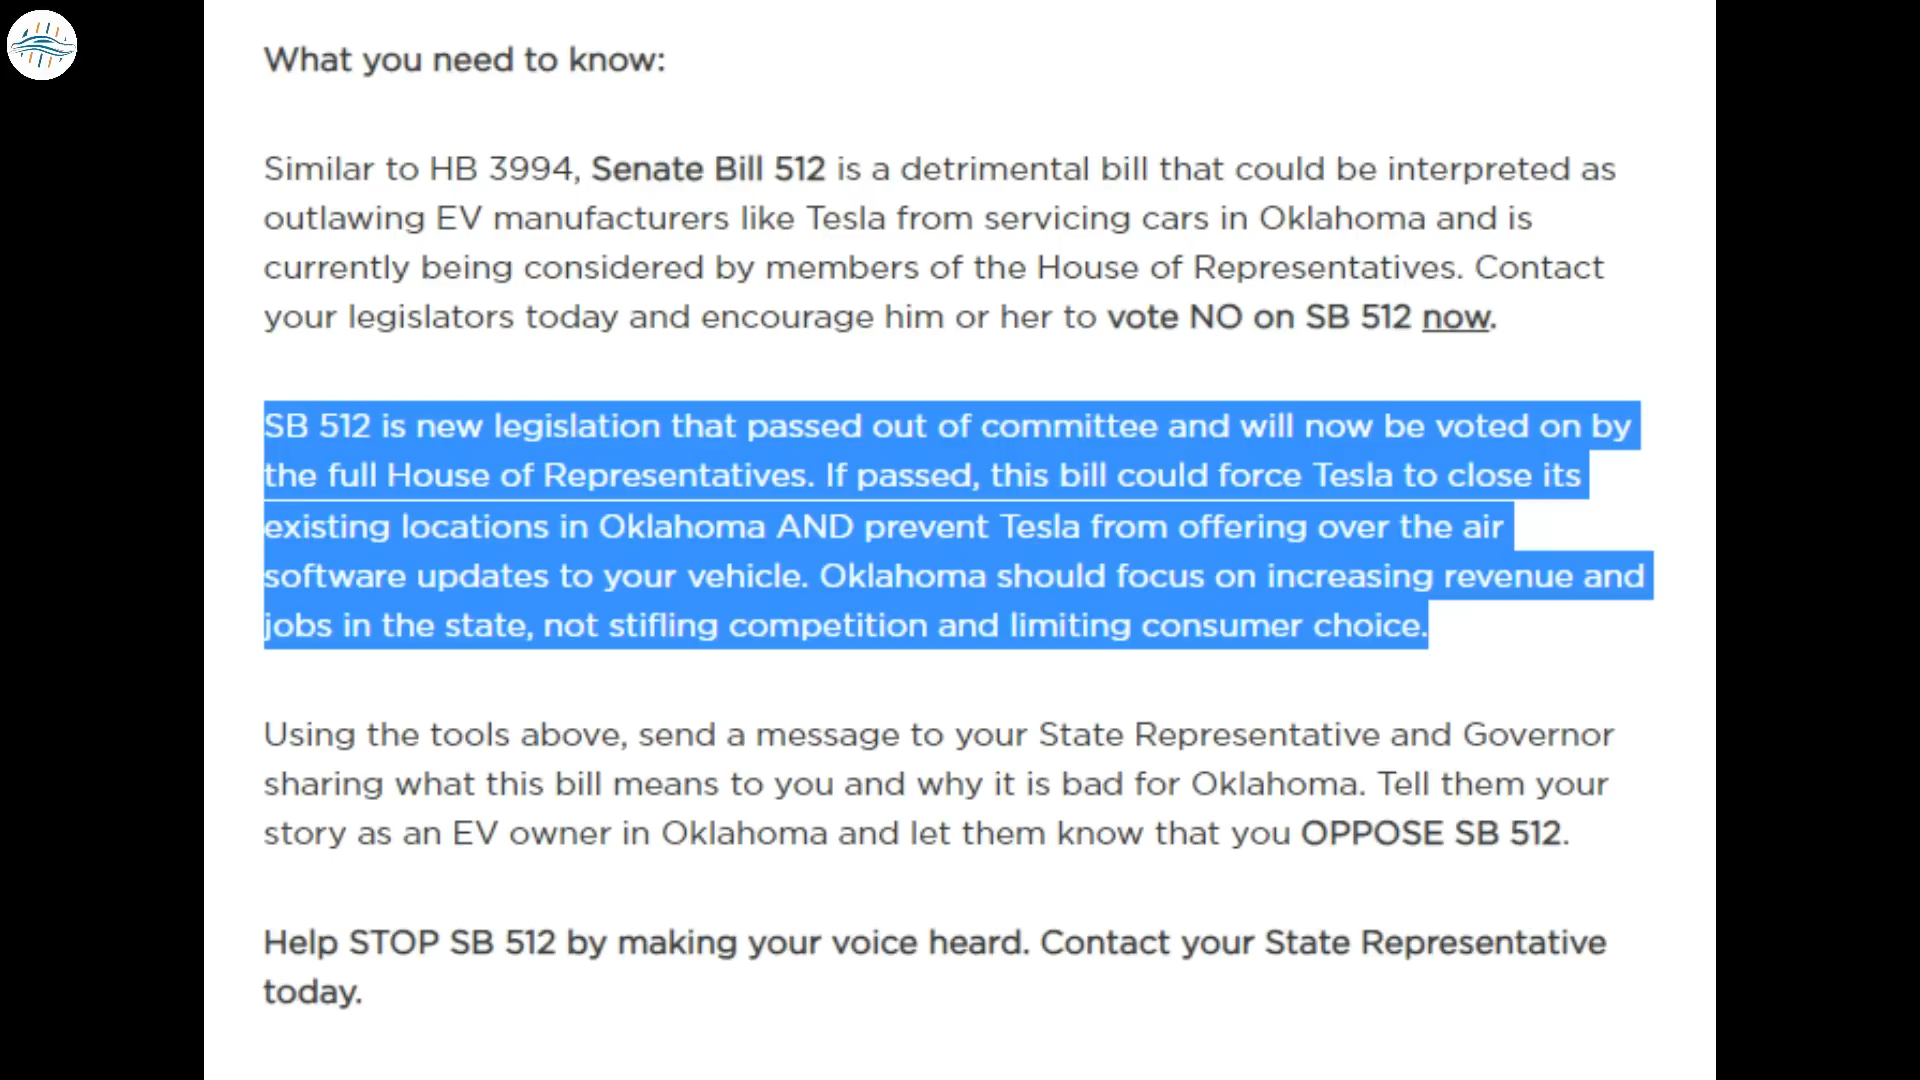 What you need to know:
Similar to HB 3994, Senate Bill 512 is a detrimental bill that could be interpreted as
outlawing EV manufacturers like Tesla from servicing cars in Oklahoma and is
currently being considered by members of the House of Representatives. Contact
your legislators today and encourage him or her to vote NO on SB 512 now.
SB 512 is new legislation that passed out of committee and will now be voted on by
the full House of Representatives. If passed, this bill could force Tesla to close its
existing locations in Oklahoma AND prevent Tesla from offering over the air
software updates to your vehicle. Oklahoma should focus on increasing revenue and
jobs in the state, not stifling competition and limiting consumer choice.
Using the tools above, send a message to your State Representative and Governor
sharing what this bill means to you and why it is bad for Oklahoma. Tell them your
story as an EV owner in Oklahoma and let them know that you OPPOSE SB 512.
Help STOP SB 512 by making your voice heard. Contact your State Representative
today.